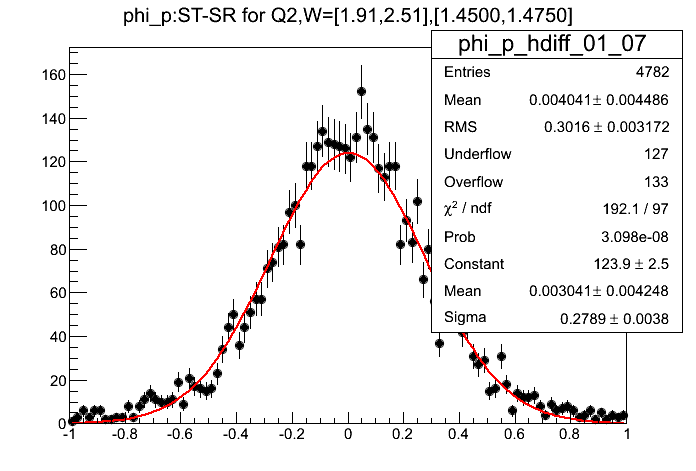 phi_p:ST-SR for Q2,W=[1.91,2.51],[1.4500,1.4750]
phi_p_hdiff_01_07
Entries 4782
Mean 0.004041± 0.004486
RMS 0.3016 ± 0.003172
Underflow 127
Overflow 133
χ² / ndf 192.1 / 97
Prob 3.098e-08
Constant 123.9 ± 2.5
Mean 0.003041± 0.004248
Sigma 0.2789 ± 0.0038
160
140
120
100
80
60
40
20
0
-1 -0.8 -0.6 -0.4 -0.2 0 0.2 0.4 0.6 0.8 1